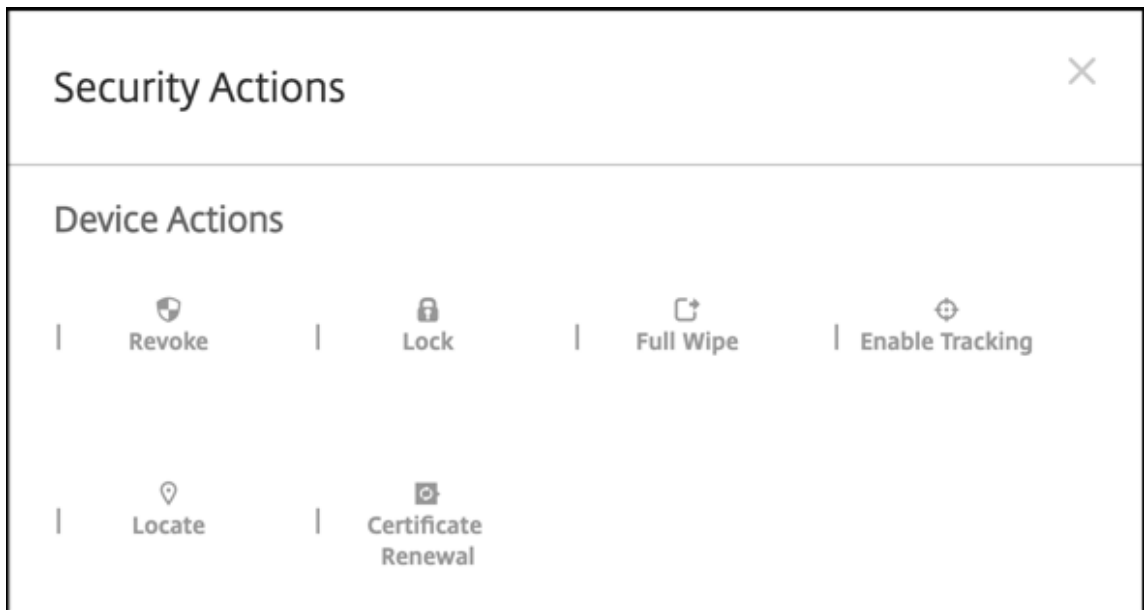 Security Actions
Device Actions
Revoke
Lock
Full Wipe
Enable Tracking
Locate
Certificate
Renewal